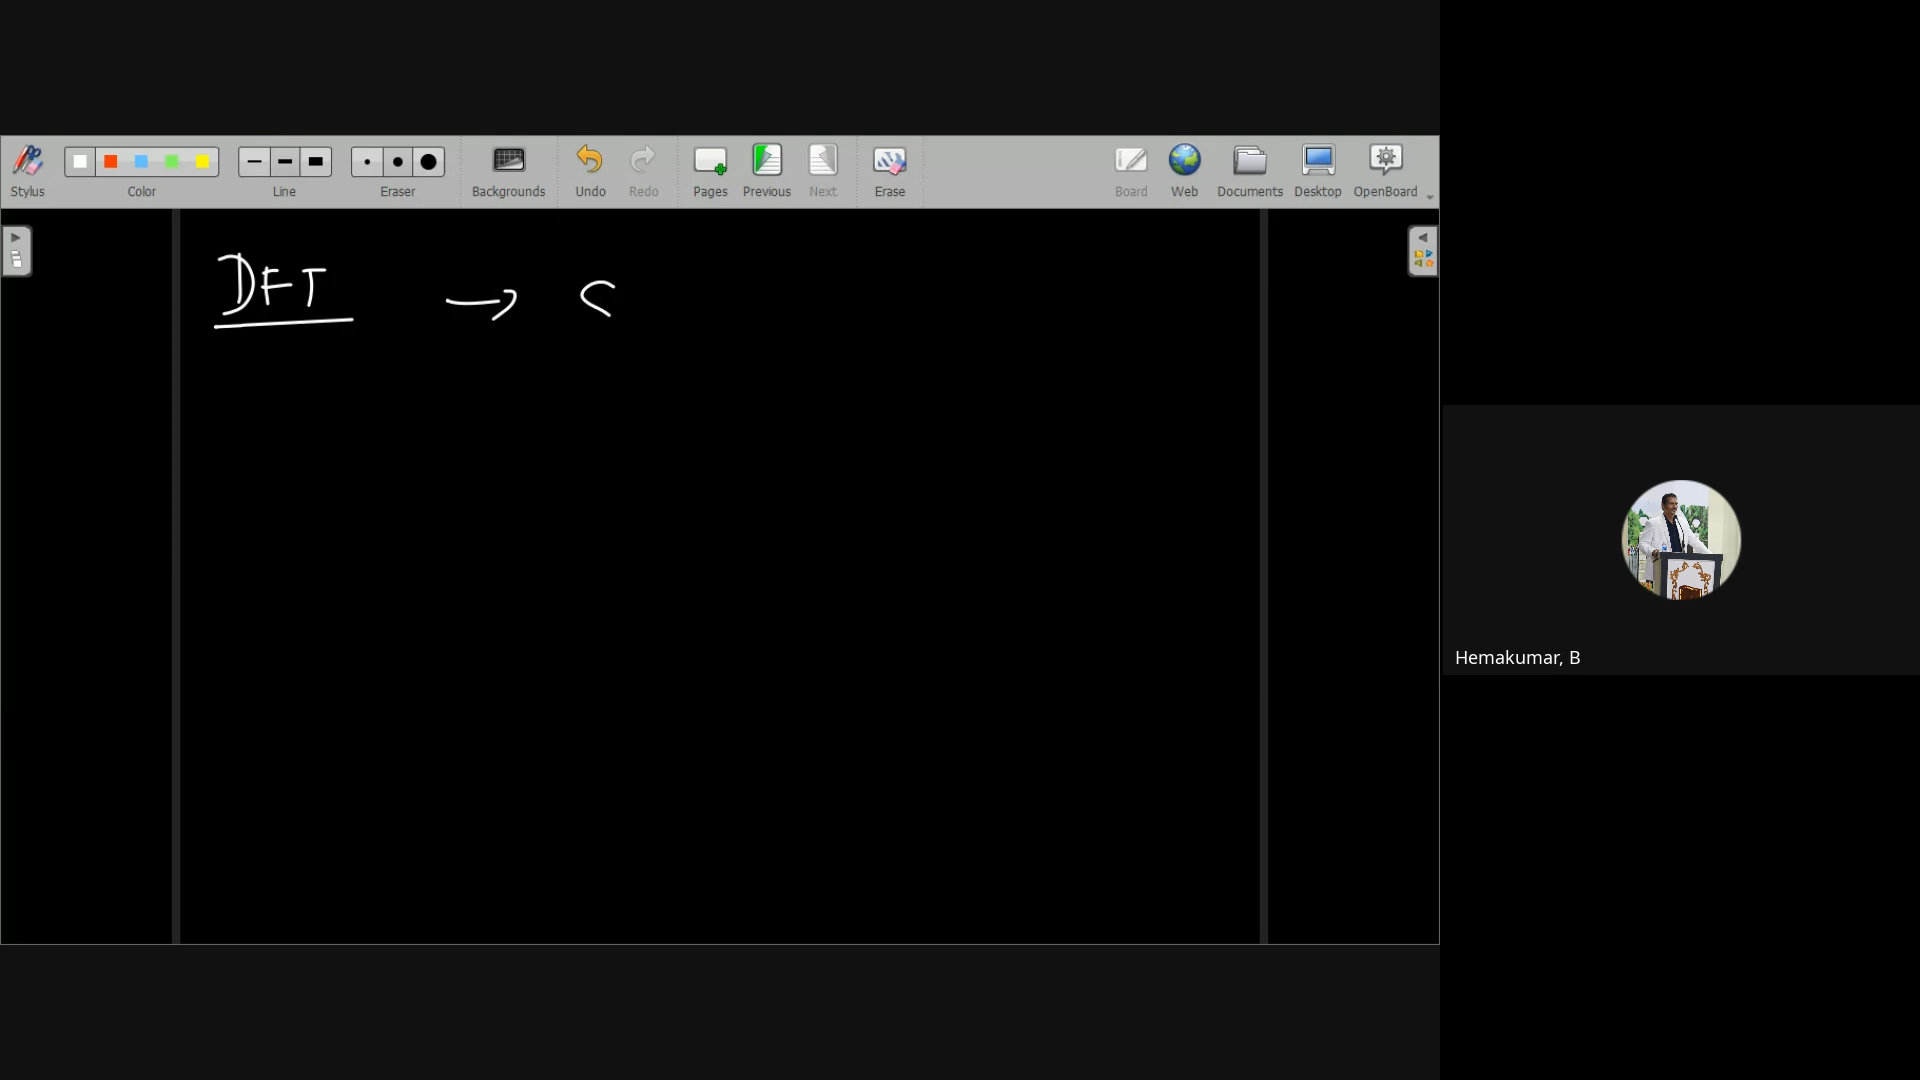 Stylus Color Line Eraser Backgrounds Undo Redo Pages Previous Next Erase Board Web Documents Desktop OpenBoard
DFT →
Hemakumar, B